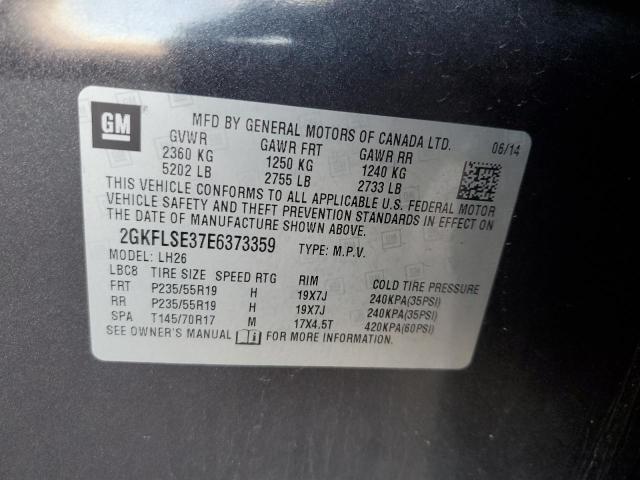 GM
MFD BY GENERAL MOTORS OF CANADA LTD.
06/14
GVWR GAWR FRT GAWR RR
2360 KG 1250 KG 1240 KG
5202 LB 2755 LB 2733 LB
THIS VEHICLE CONFORMS TO ALL APPLICABLE U.S. FEDERAL MOTOR
VEHICLE SAFETY AND THEFT PREVENTION STANDARDS IN EFFECT ON
THE DATE OF MANUFACTURE SHOWN ABOVE.
2GKFLSE37E6373359 TYPE: M.P.V.
MODEL: LH26
LBC8 TIRE SIZE SPEED RTG RIM COLD TIRE PRESSURE
FRT P235/55R19 H 19X7J 240KPA(35PSI)
RR P235/55R19 H 19X7J 240KPA(35PSI)
SPA T145/70R17 M 17X4.5T 420KPA(60PSI)
SEE OWNER'S MANUAL i FOR MORE INFORMATION.